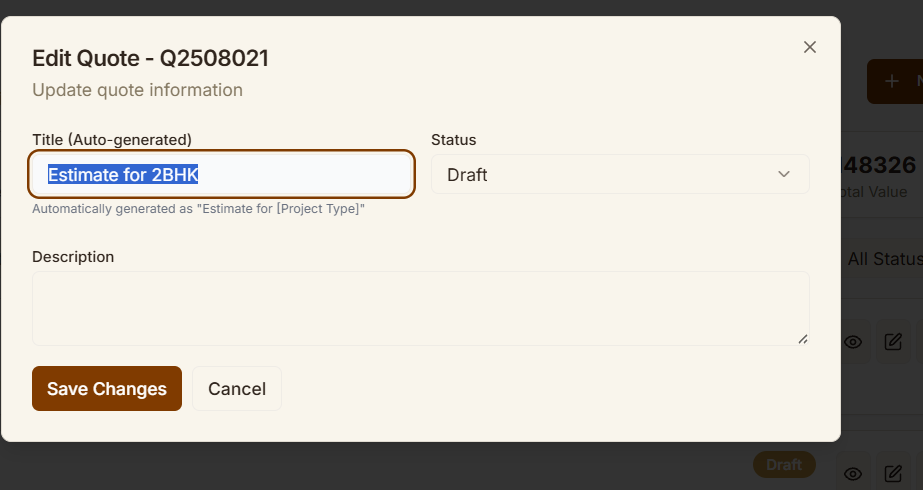 Edit Quote - Q2508021
Update quote information
Title (Auto-generated)
Status
Estimate for 2BHK
Draft
Automatically generated as "Estimate for [Project Type]"
Description
Save Changes
Cancel
48326
Value
All Status
Draft